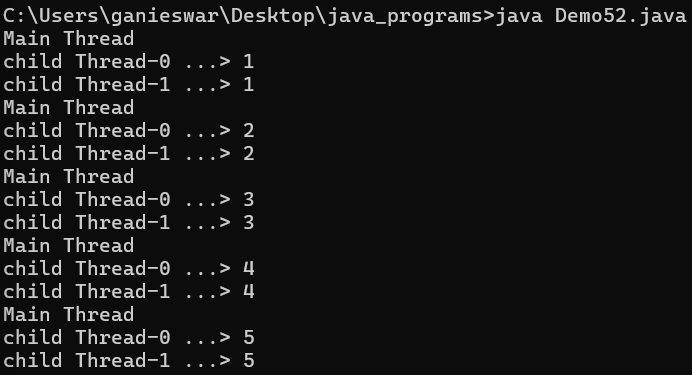 C:\Users\ganieswar\Desktop\java_programs>java Demo52.java
Main Thread
child Thread-0 ...> 1
child Thread-1 ...> 1
Main Thread
child Thread-0 ...> 2
child Thread-1 ...> 2
Main Thread
child Thread-0 ...> 3
child Thread-1 ...> 3
Main Thread
child Thread-0 ...> 4
child Thread-1 ...> 4
Main Thread
child Thread-0 ...> 5
child Thread-1 ...> 5